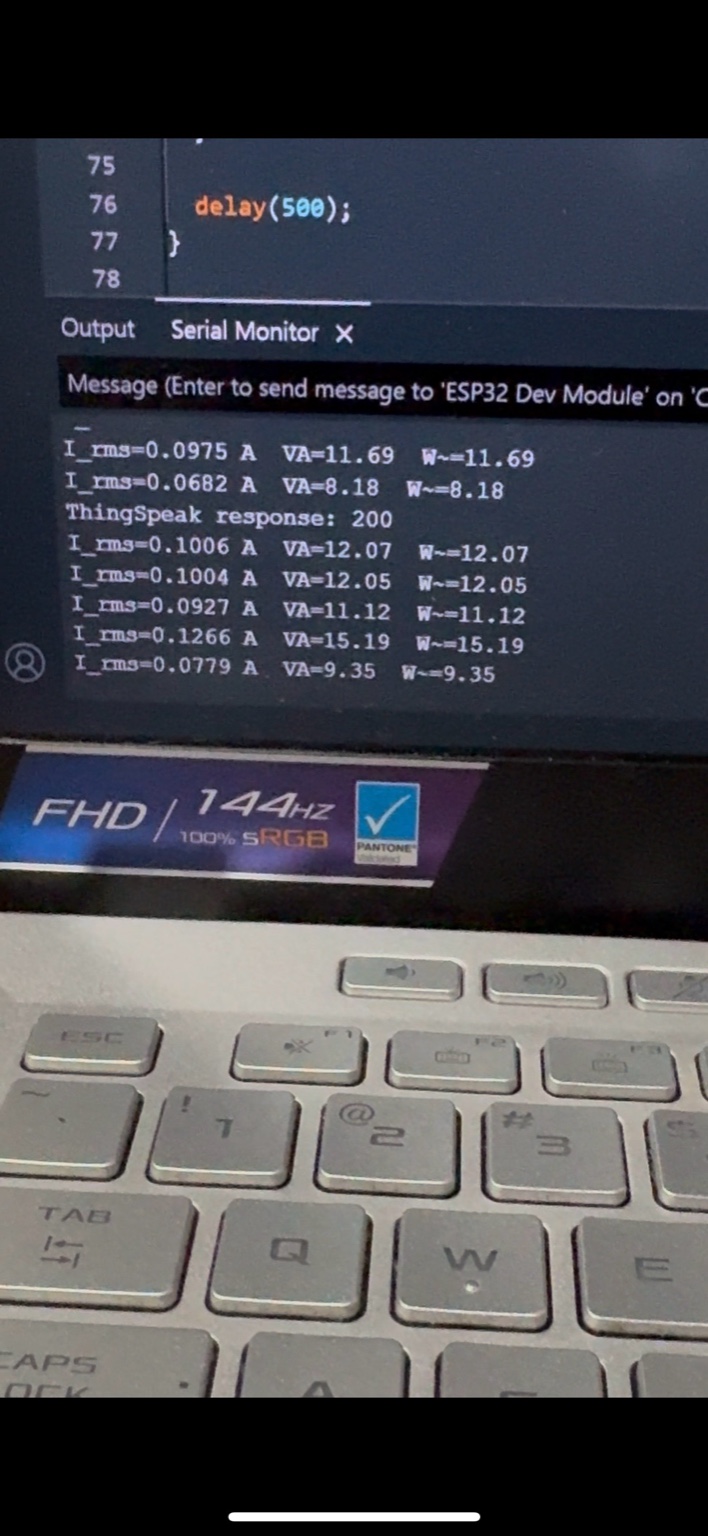 75
76 delay(500);
77 }
78
Output Serial Monitor X
Message (Enter to send message to 'ESP32 Dev Module' on 'C
I_rms=0.0975 A VA=11.69 W~=11.69
I_rms=0.0682 A VA=8.18 W~=8.18
ThingSpeak response: 200
I_rms=0.1006 A VA=12.07 W~=12.07
I_rms=0.1004 A VA=12.05 W~=12.05
I_rms=0.0927 A VA=11.12 W~=11.12
I_rms=0.1266 A VA=15.19 W~=15.19
I_rms=0.0779 A VA=9.35 W~=9.35
FHD / 144HZ
100% sRGB
PANTONE®
Validated
ESC F1 F2 F3
~ ` ! 1 @ 2 # 3 $
TAB Q W E
CAPS
LOCK A